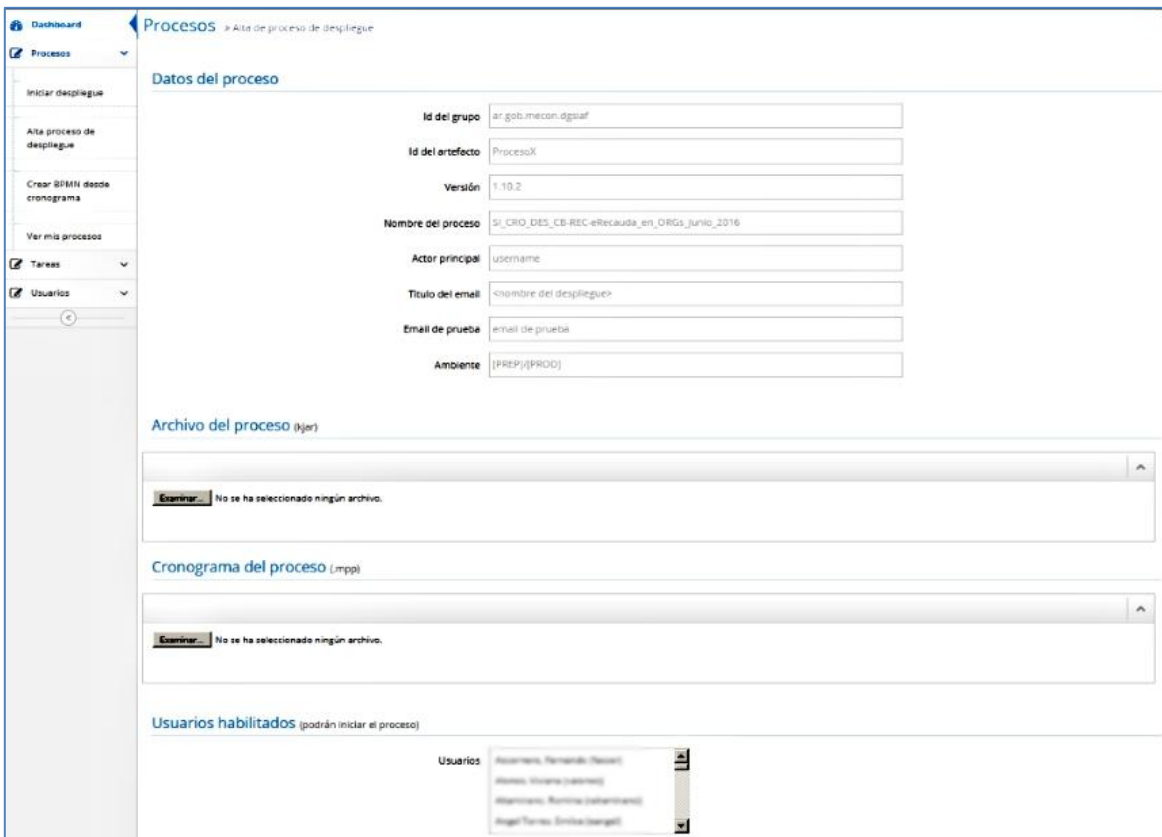 Dashboard
Procesos
Iniciar despliegue
Alta proceso de
despliegue
Crear BPMN desde
cronograma
Ver mis procesos
Tareas
Usuarios
Procesos » Alta de proceso de despliegue
Datos del proceso
Id del grupo ar.gob.mecon.dgsiaf
Id del artefacto ProcesoX
Versión 1.10.2
Nombre del proceso SI_CRO_DES_CB-REC-eRecauda_en_ORGs_Junio_2016
Actor principal username
Titulo del email <nombre del despliegue>
Email de prueba email de prueba
Ambiente [PREP]/[PROD]
Archivo del proceso (kjar)
Examinar... No se ha seleccionado ningún archivo.
Cronograma del proceso (.mpp)
Examinar... No se ha seleccionado ningún archivo.
Usuarios habilitados (podrán iniciar el proceso)
Usuarios